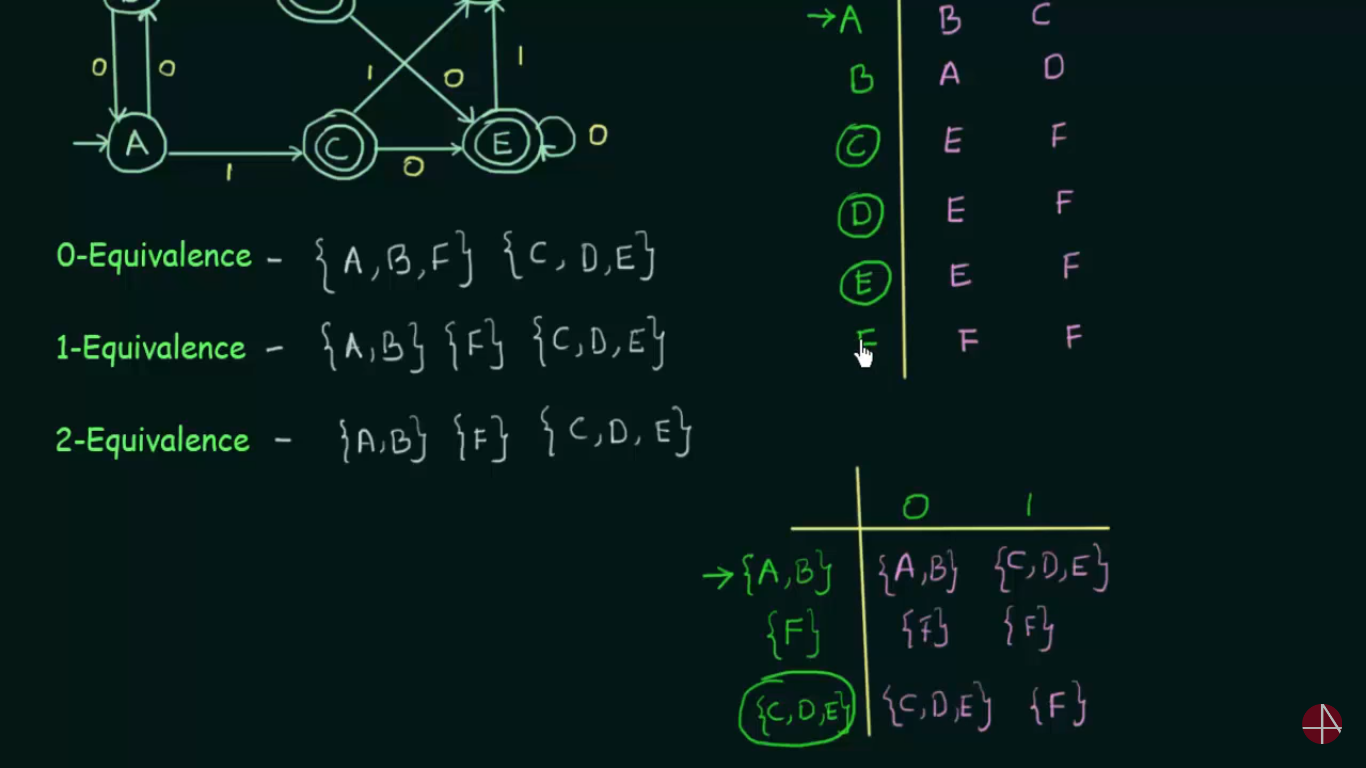 → A B C
0 0 1 0 1
B A D
A C E 0
C E F
1 0
D E F
0-Equivalence - {A,B,F} {C,D,E}
E E F
1-Equivalence - {A,B} {F} {C,D,E}
F F F
2-Equivalence - {A,B} {F} {C,D,E}
0 1
→ {A,B} {A,B} {C,D,E}
{F} {F} {F}
{C,D,E} {C,D,E} {F}